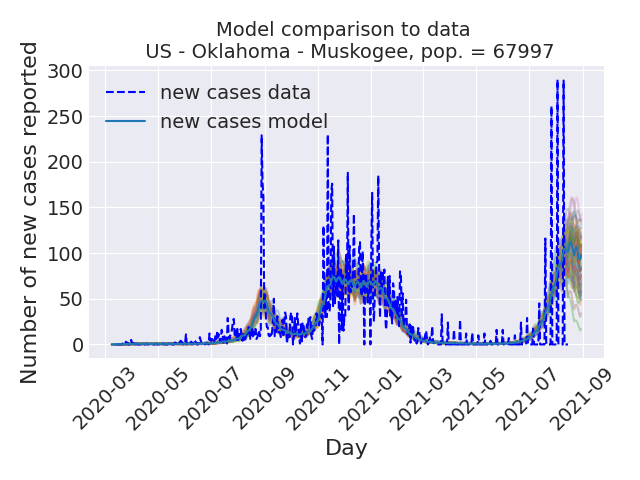 Model comparison to data
US - Oklahoma - Muskogee, pop. = 67997
Number of new cases reported
300
250
200
150
100
50
0
new cases data
new cases model
2020-03
2020-05
2020-07
2020-09
2020-11
2021-01
2021-03
2021-05
2021-07
2021-09
Day